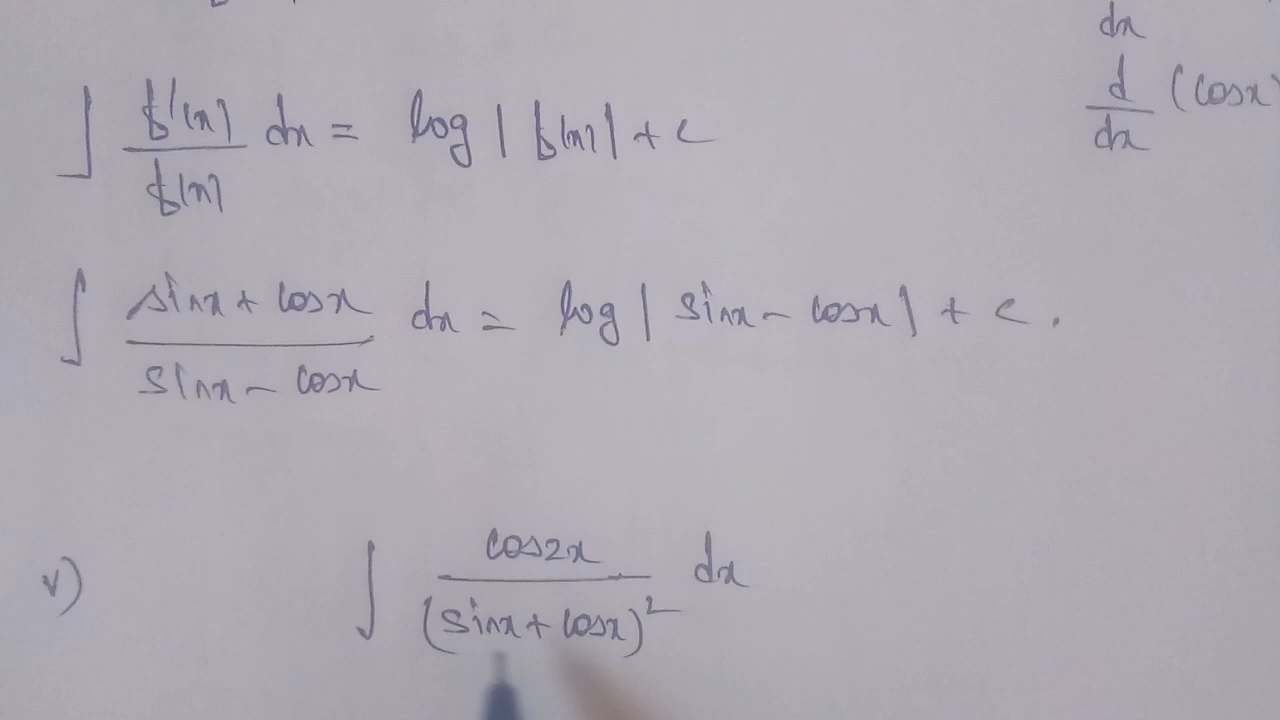 dx
d/dx (cosx)
∫ f'(x)/f(x) dx = log | f(x) | + c
∫ (sinx + cosx)/(sinx - cosx) dx = log | sinx - cosx | + c.
v) ∫ cos2x/(sinx + cosx)² dx